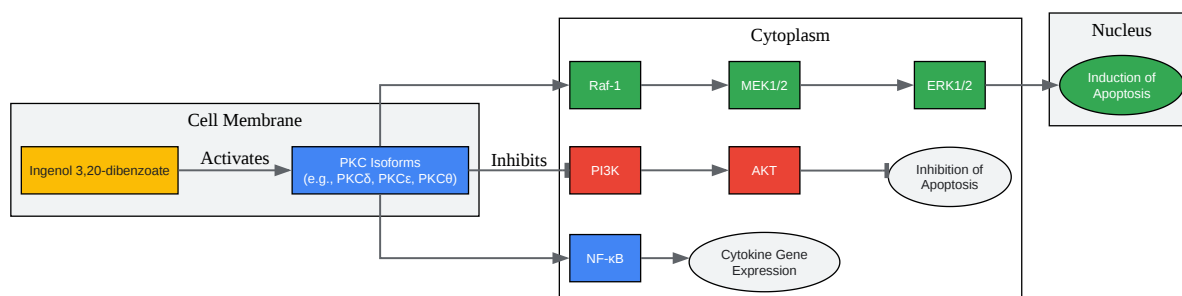 Nucleus
Cytoplasm
Raf-1
MEK1/2
ERK1/2
Induction of
Apoptosis
Cell Membrane
Ingenol 3,20-dibenzoate
Activates
PKC Isoforms
(e.g., PKCδ, PKCε, PKCθ)
Inhibits
PI3K
AKT
Inhibition of
Apoptosis
NF-κB
Cytokine Gene
Expression